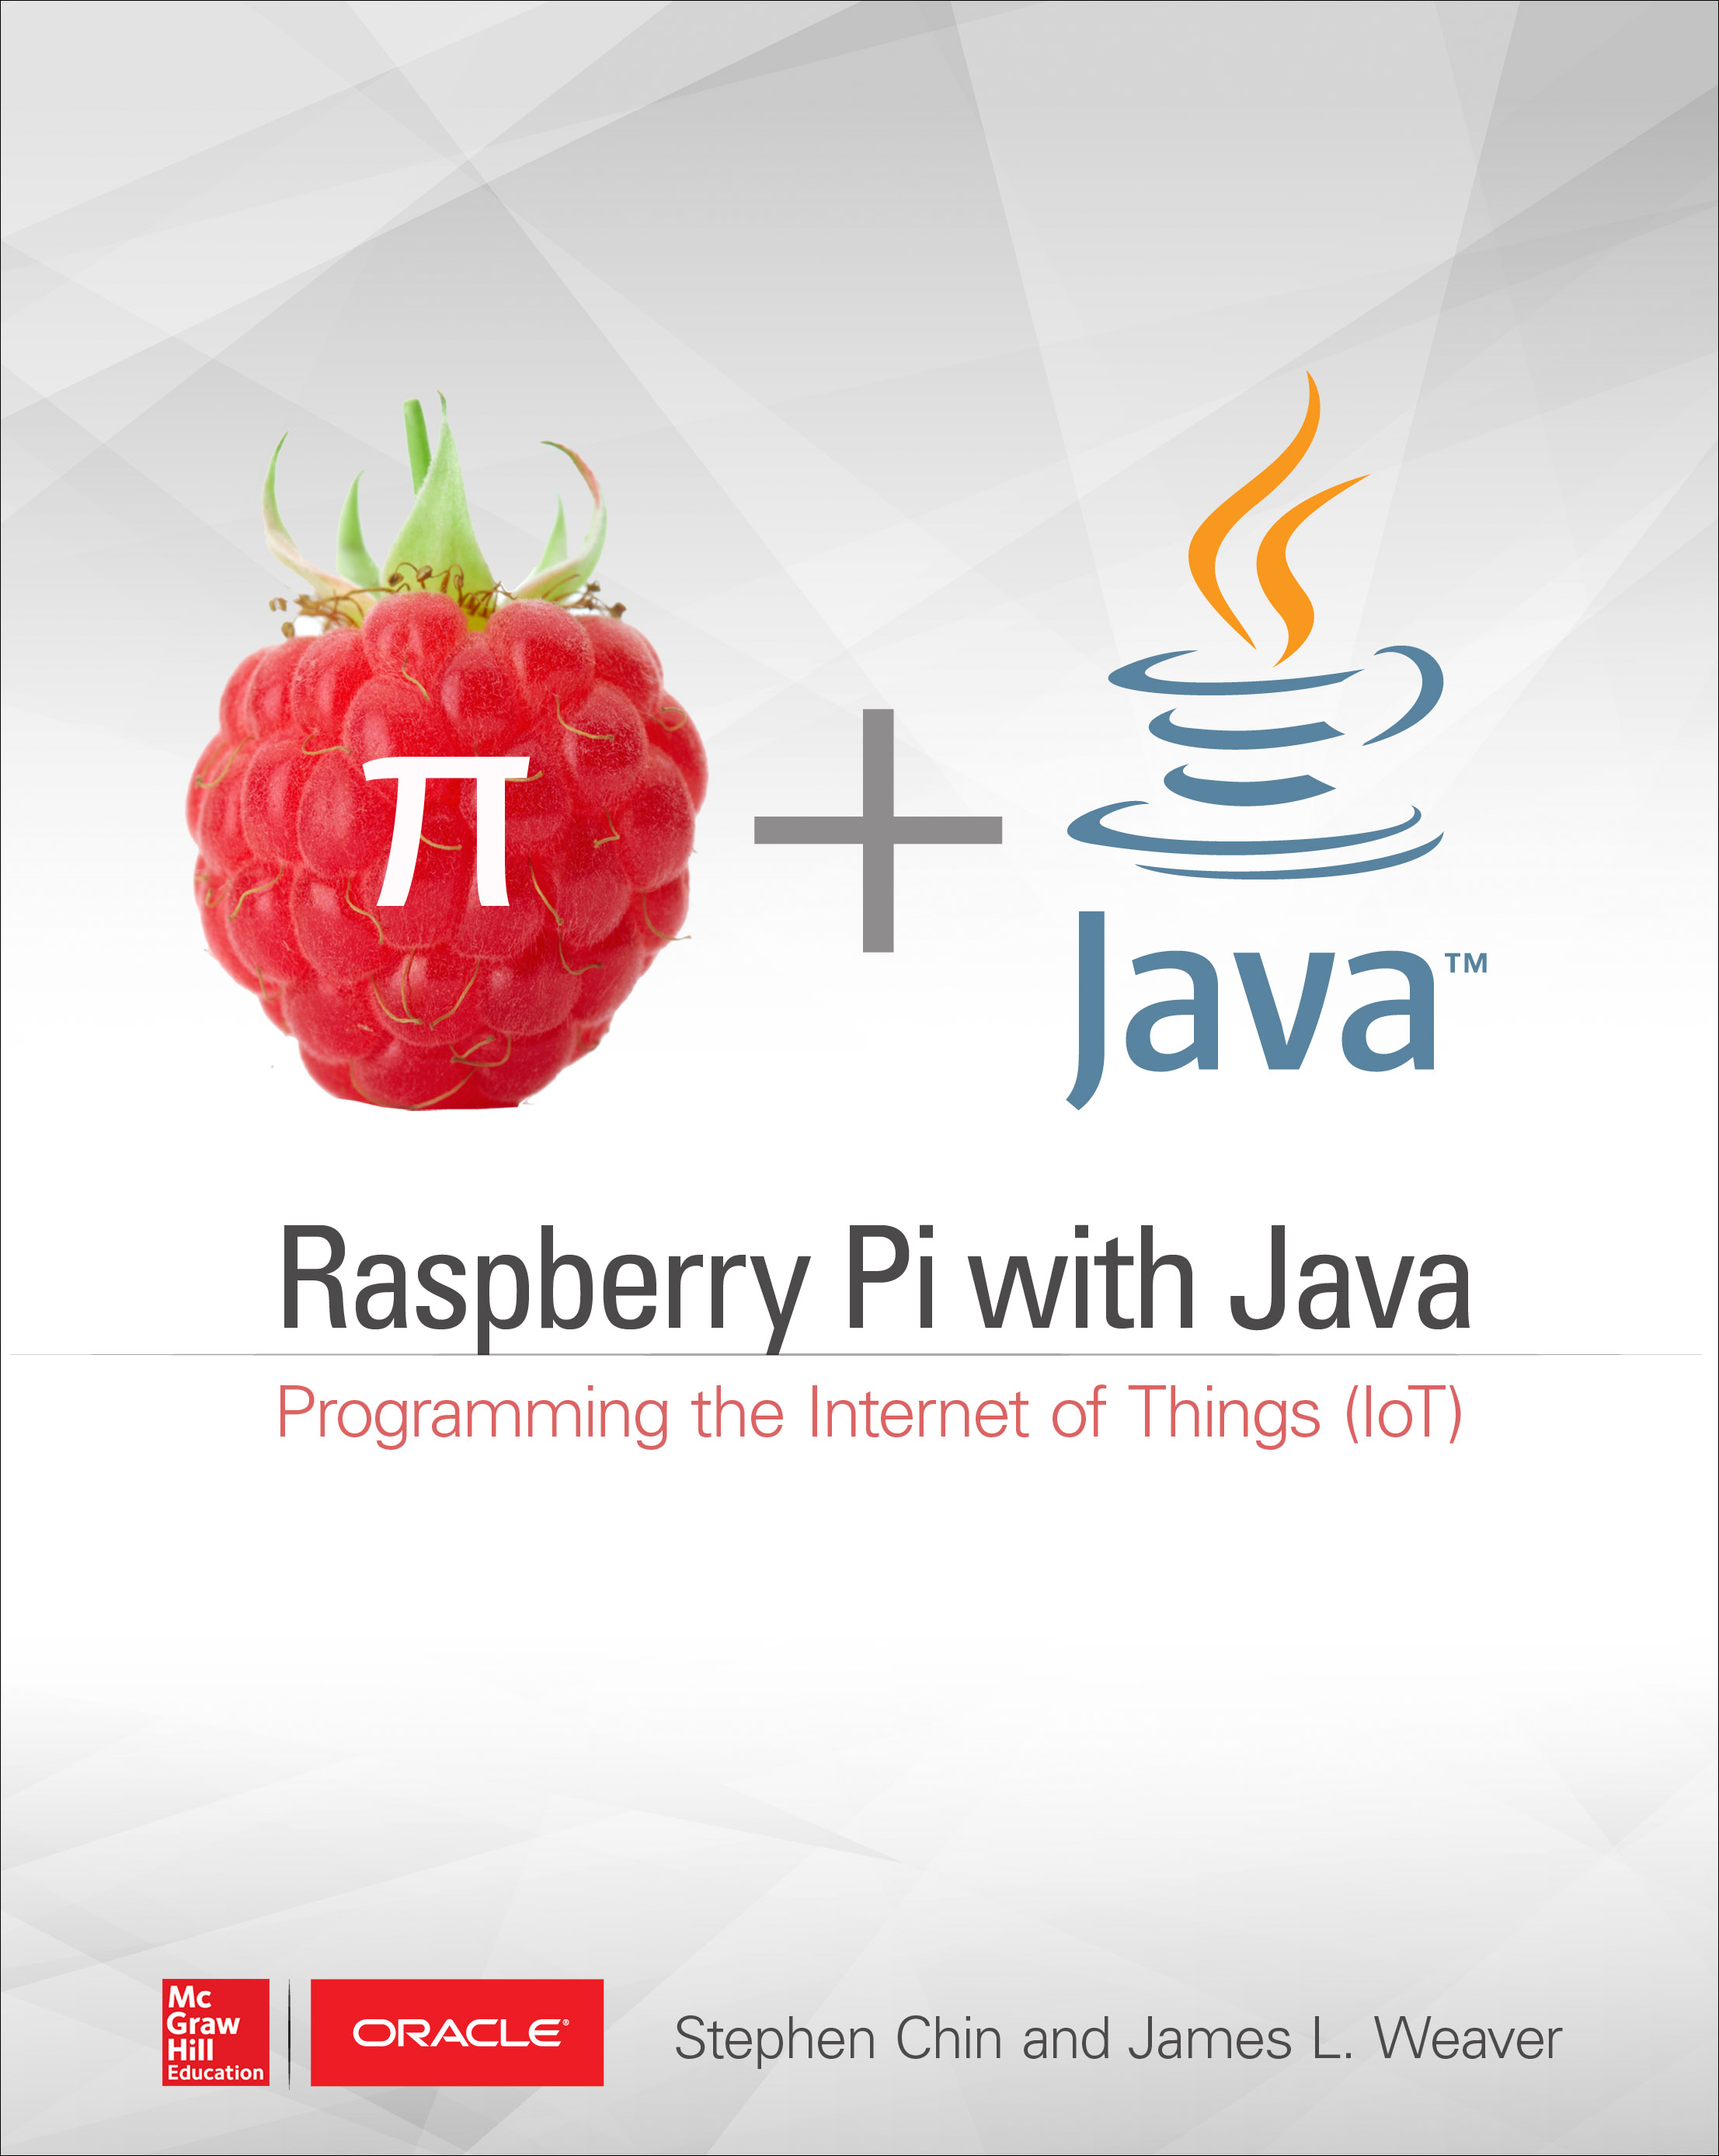 π
Java™
Raspberry Pi with Java
Programming the Internet of Things (IoT)
Mc
Graw
Hill
Education
ORACLE®
Stephen Chin and James L. Weaver